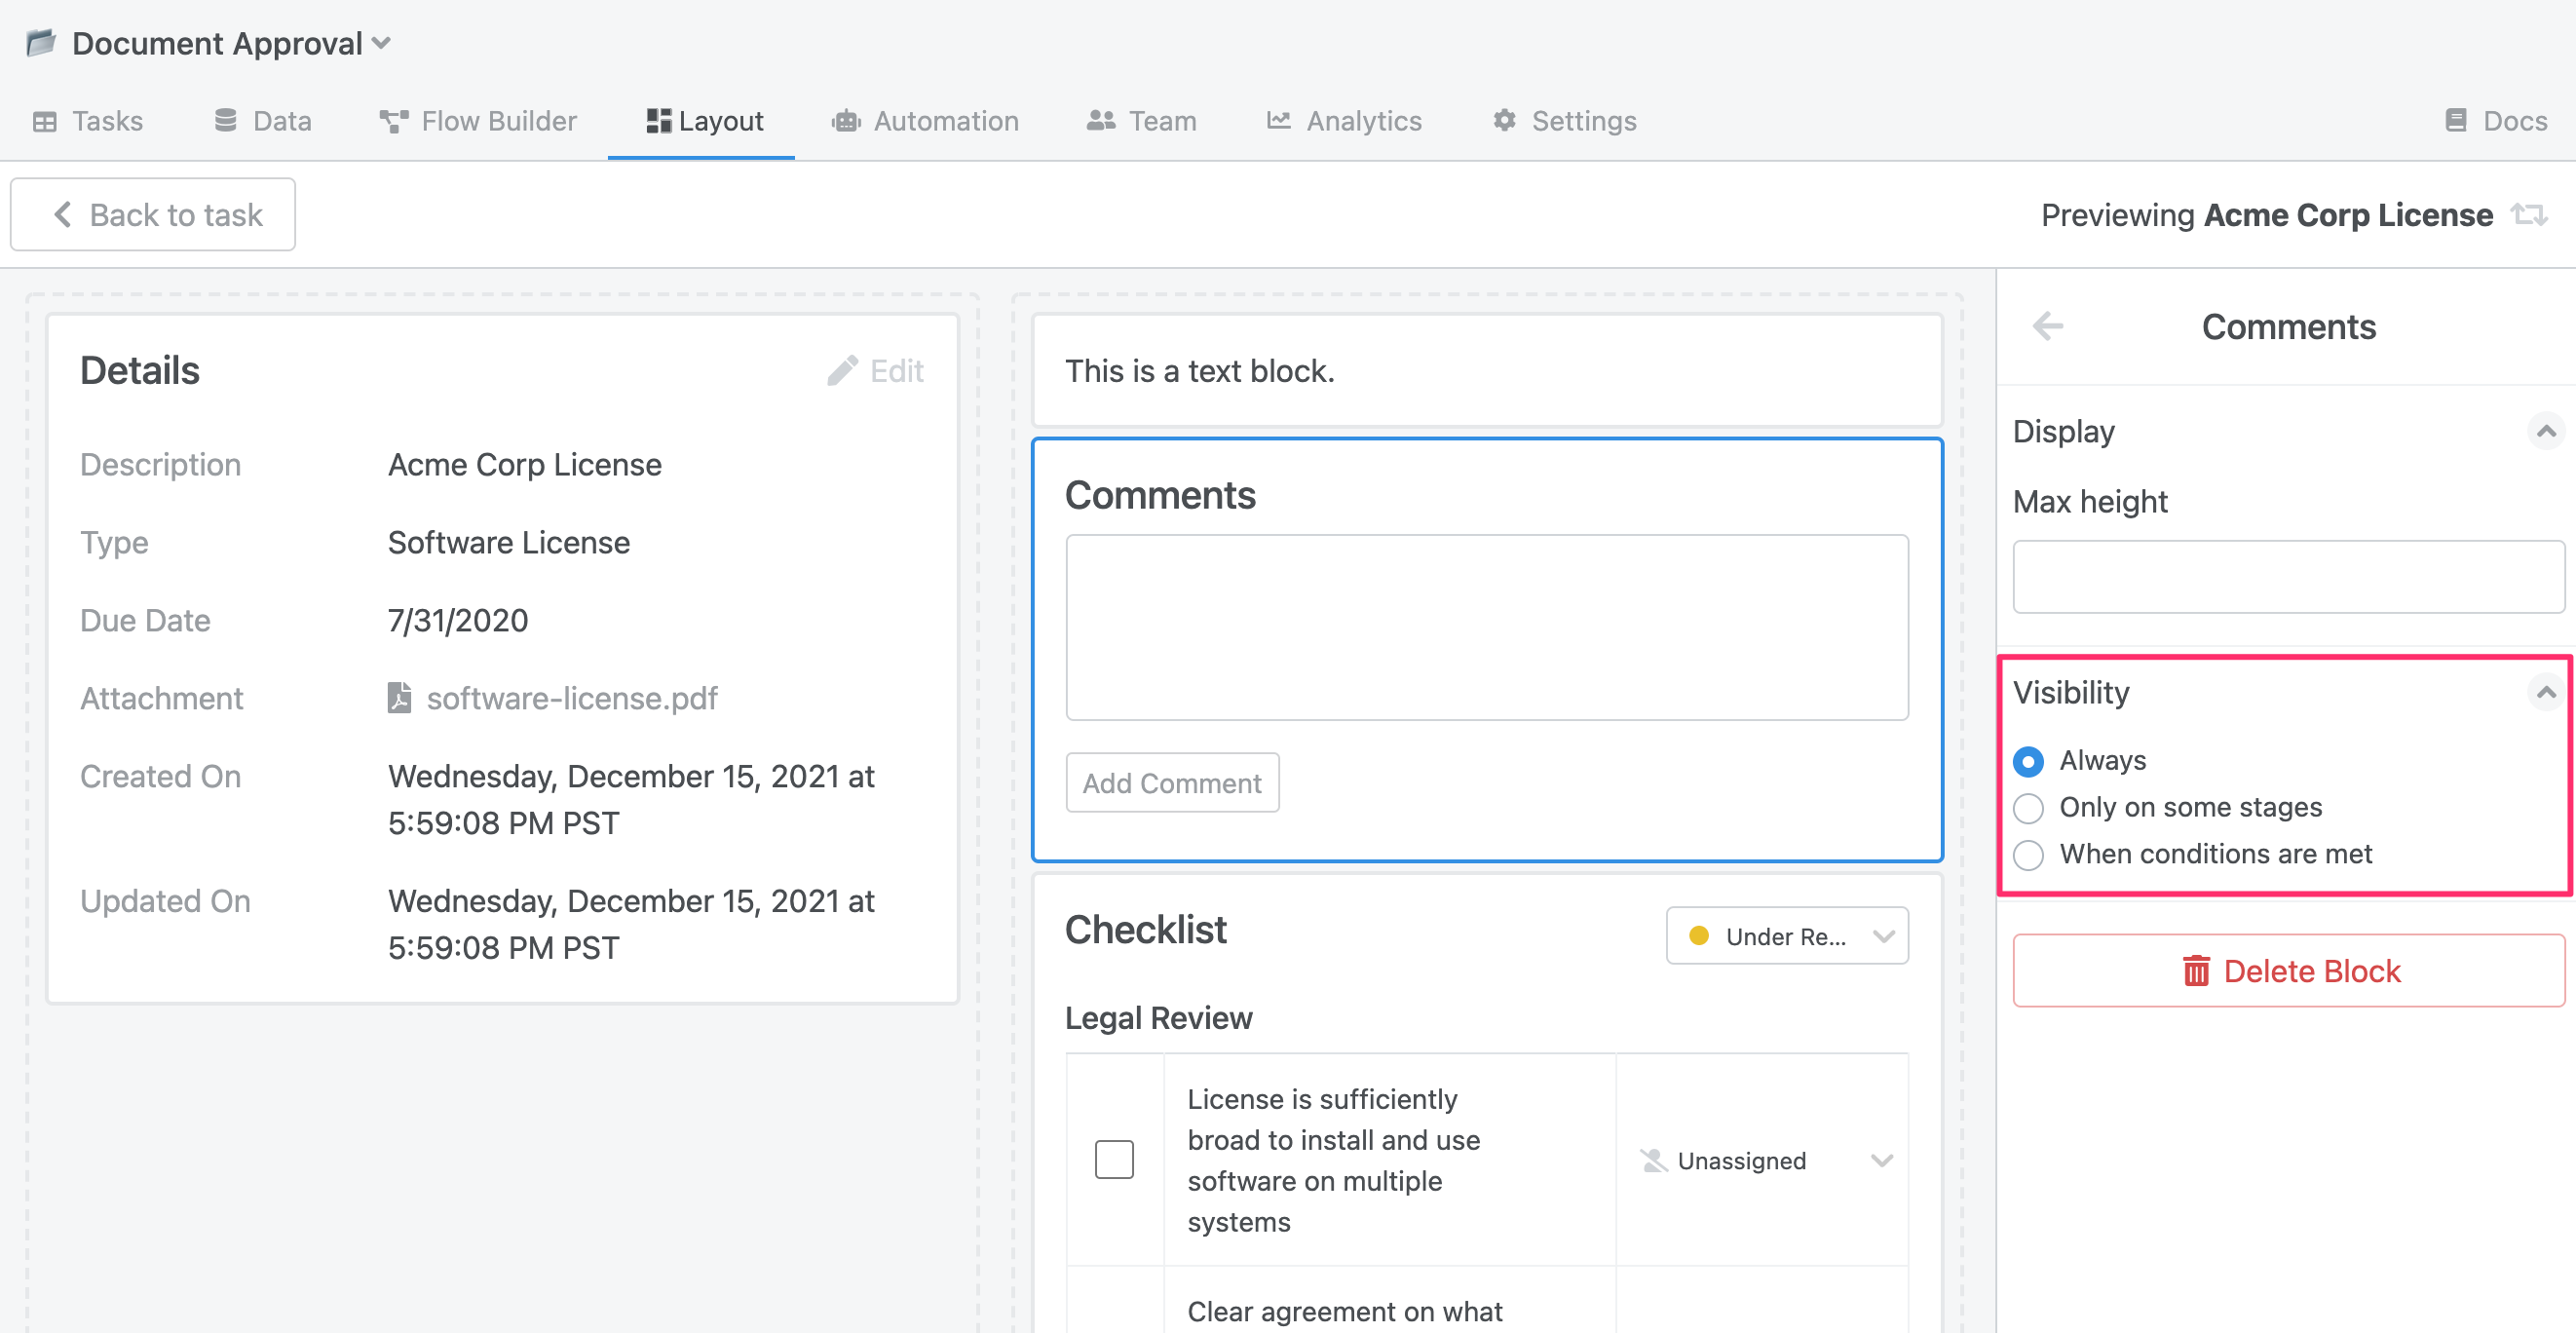 Document Approval
Tasks Data Flow Builder Layout Automation Team Analytics Settings Docs
Back to task
Previewing Acme Corp License
Details
Edit
Description Acme Corp License
Type Software License
Due Date 7/31/2020
Attachment software-license.pdf
Created On Wednesday, December 15, 2021 at
5:59:08 PM PST
Updated On Wednesday, December 15, 2021 at
5:59:08 PM PST
This is a text block.
Comments
Add Comment
Checklist
Under Re...
Legal Review
License is sufficiently
broad to install and use
software on multiple
systems
Unassigned
Clear agreement on what
Comments
Display
Max height
Visibility
Always
Only on some stages
When conditions are met
Delete Block